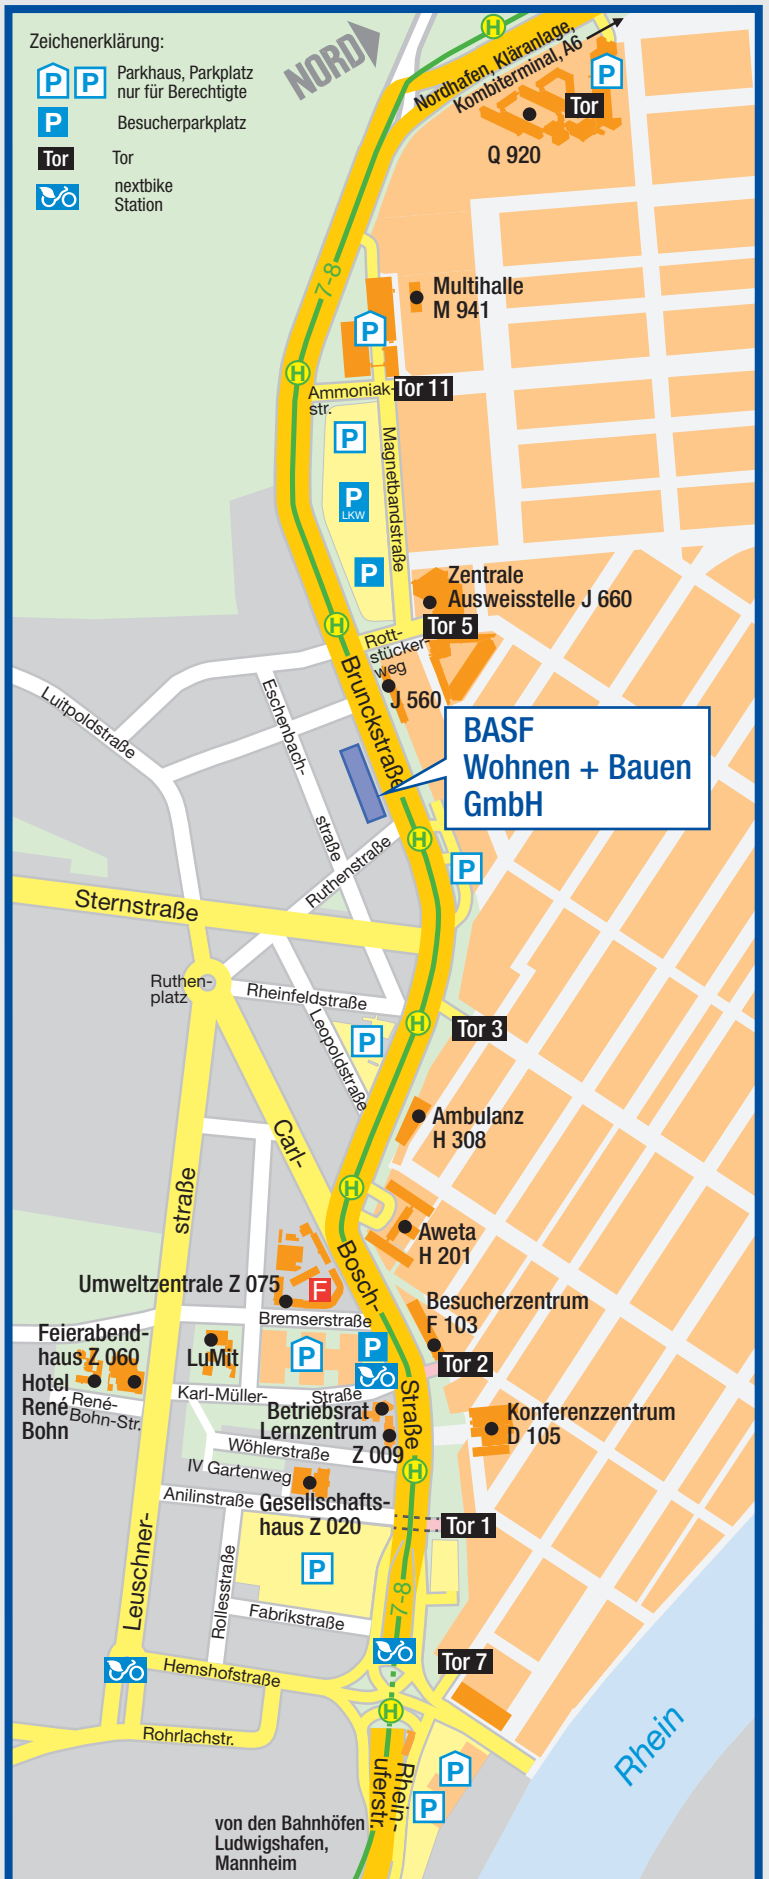 Zeichenerklärung:
P P Parkhaus, Parkplatz
nur für Berechtigte
P Besucherparkplatz
Tor Tor
nextbike
Station
NORD
H
Nordhafen, Kläranlage,
Kombiterminal, A6
P
Tor
Q 920
7-8
Multihalle
M 941
P
H
Ammoniak-
str.
Tor 11
P
Magnetbandstraße
P
LKW
P
Zentrale
Ausweisstelle J 660
H
Tor 5
Rott-
stücker-
weg
J 560
Luitpoldstraße
Eschenbach-
straße
Brunckstraße
BASF
Wohnen + Bauen
GmbH
H
Ruthenstraße
P
Sternstraße
Ruthen-
platz
Rheinfeldstraße
Leopoldstraße
P
H
Tor 3
Ambulanz
H 308
Carl-
straße
H
Aweta
H 201
Bosch-
Umweltzentrale Z 075
F
Bremserstraße
Besucherzentrum
F 103
Feierabend-
haus Z 060
LuMit
P
P
Tor 2
Hotel
René
Bohn
René-
Bohn-Str.
Karl-Müller-
Straße
Straße
Betriebsrat
Lernzentrum
Z 009
Konferenzzentrum
D 105
Wöhlerstraße
H
IV Gartenweg
Anilinstraße
Gesellschafts-
haus Z 020
Tor 1
Leuschner-
P
Rollesstraße
7-8
Fabrikstraße
Hemshofstraße
Tor 7
H
Rohrlachstr.
Rhein-
uferstr.
P
P
Rhein
von den Bahnhöfen
Ludwigshafen,
Mannheim